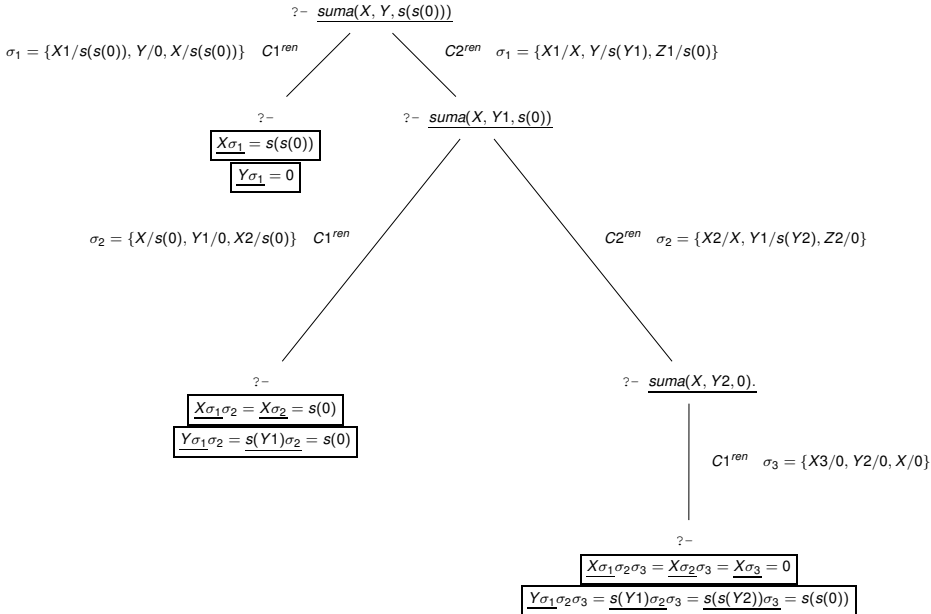 ?– suma(X, Y, s(s(0)))
σ1 = {X1/s(s(0)), Y/0, X/s(s(0))} C1^ren C2^ren σ1 = {X1/X, Y/s(Y1), Z1/s(0)}
?– ?– suma(X, Y1, s(0))
Xσ1 = s(s(0))
Yσ1 = 0
σ2 = {X/s(0), Y1/0, X2/s(0)} C1^ren C2^ren σ2 = {X2/X, Y1/s(Y2), Z2/0}
?– ?– suma(X, Y2, 0).
Xσ1σ2 = Xσ2 = s(0)
Yσ1σ2 = s(Y1)σ2 = s(0)
C1^ren σ3 = {X3/0, Y2/0, X/0}
?–
Xσ1σ2σ3 = Xσ2σ3 = Xσ3 = 0
Yσ1σ2σ3 = s(Y1)σ2σ3 = s(s(Y2))σ3 = s(s(0))